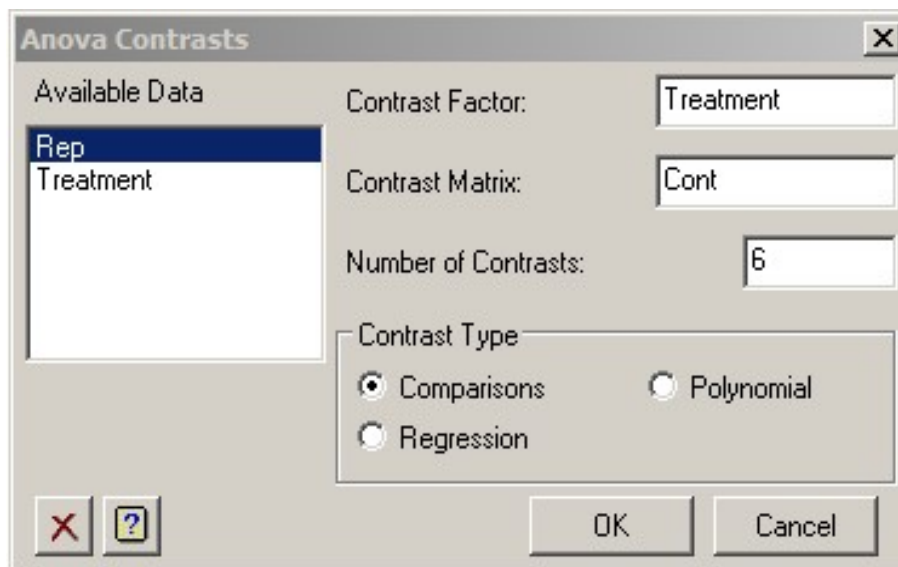 Anova Contrasts
Available Data
Rep
Treatment
Contrast Factor:
Treatment
Contrast Matrix:
Cont
Number of Contrasts:
6
Contrast Type
Comparisons
Polynomial
Regression
?
OK
Cancel